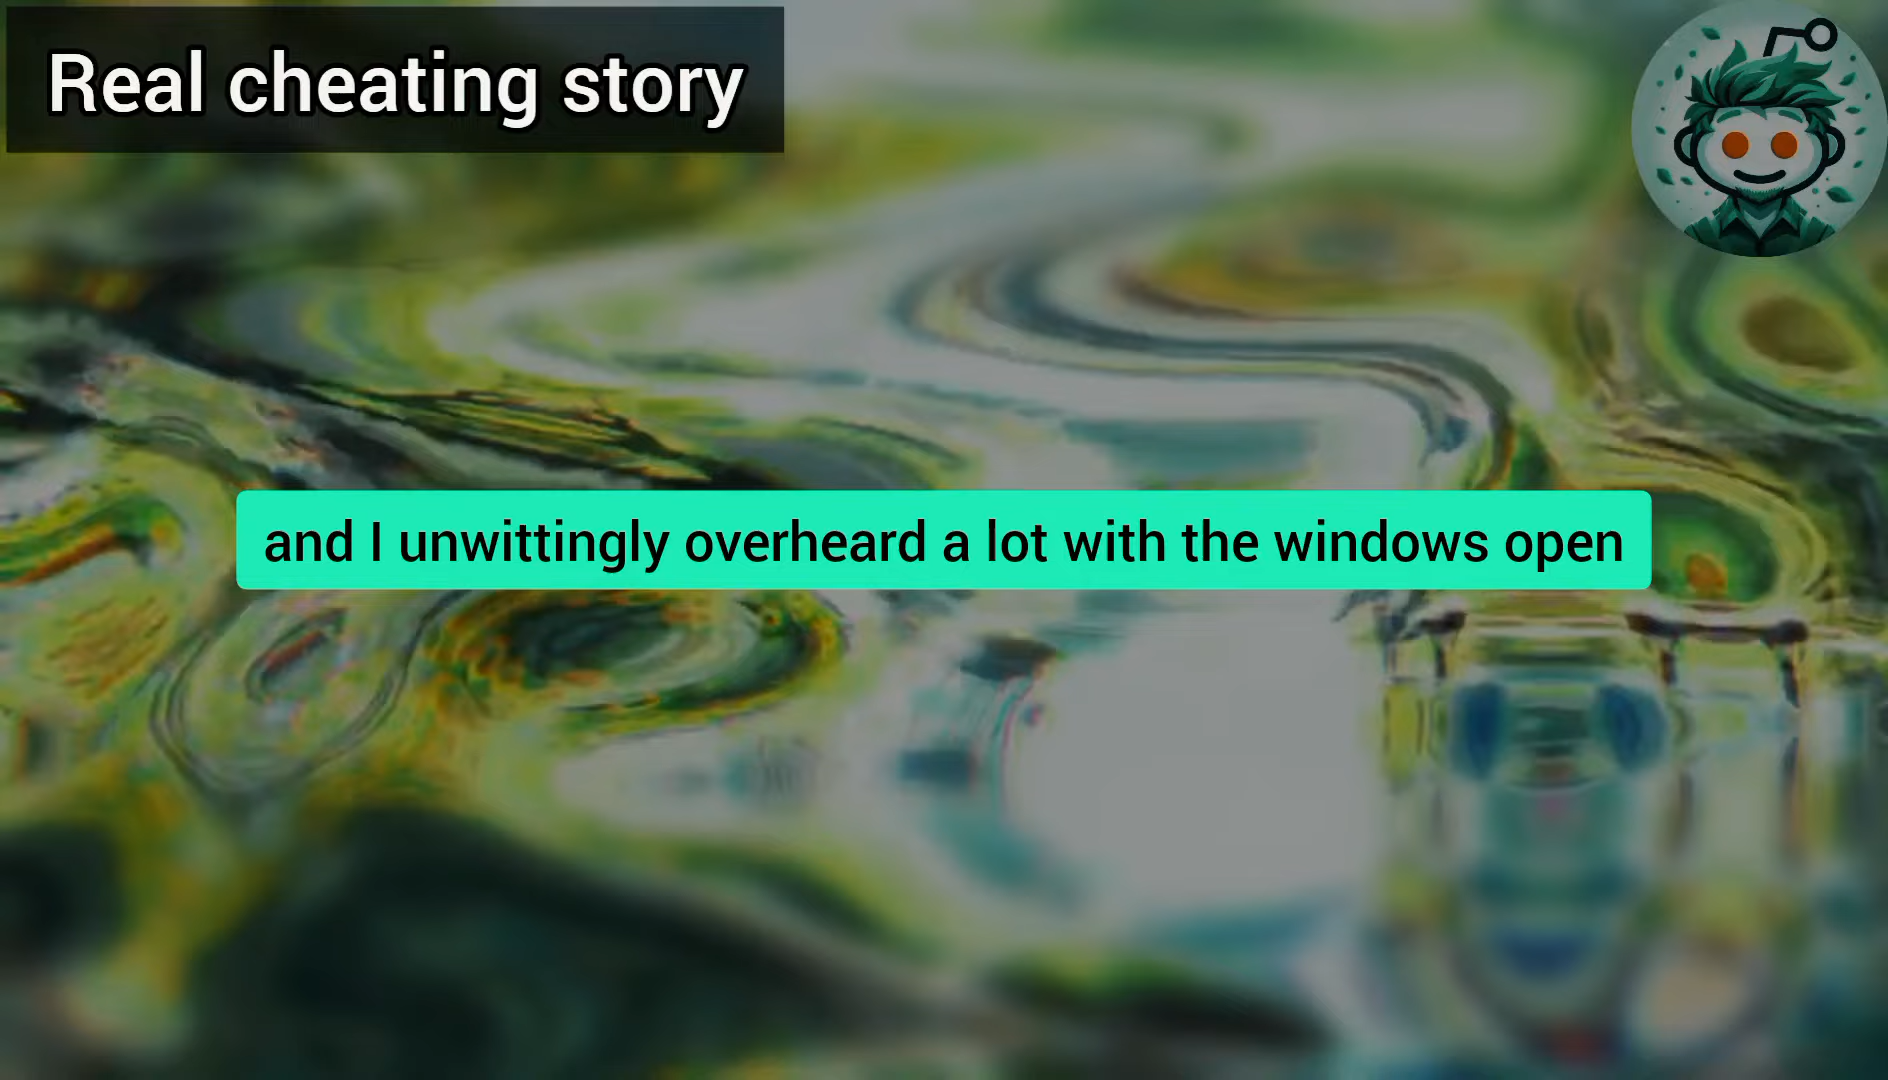 Real cheating story
and I unwittingly overheard a lot with the windows open